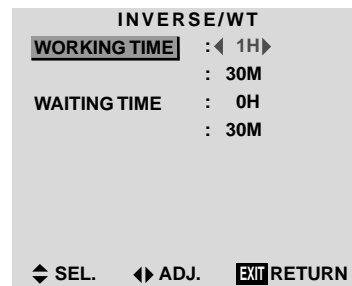 INVERSE/WT
WORKING TIME : ◀ 1H▶
: 30M
WAITING TIME : 0H
: 30M
▲▼ SEL. ◀▶ ADJ. EXIT RETURN